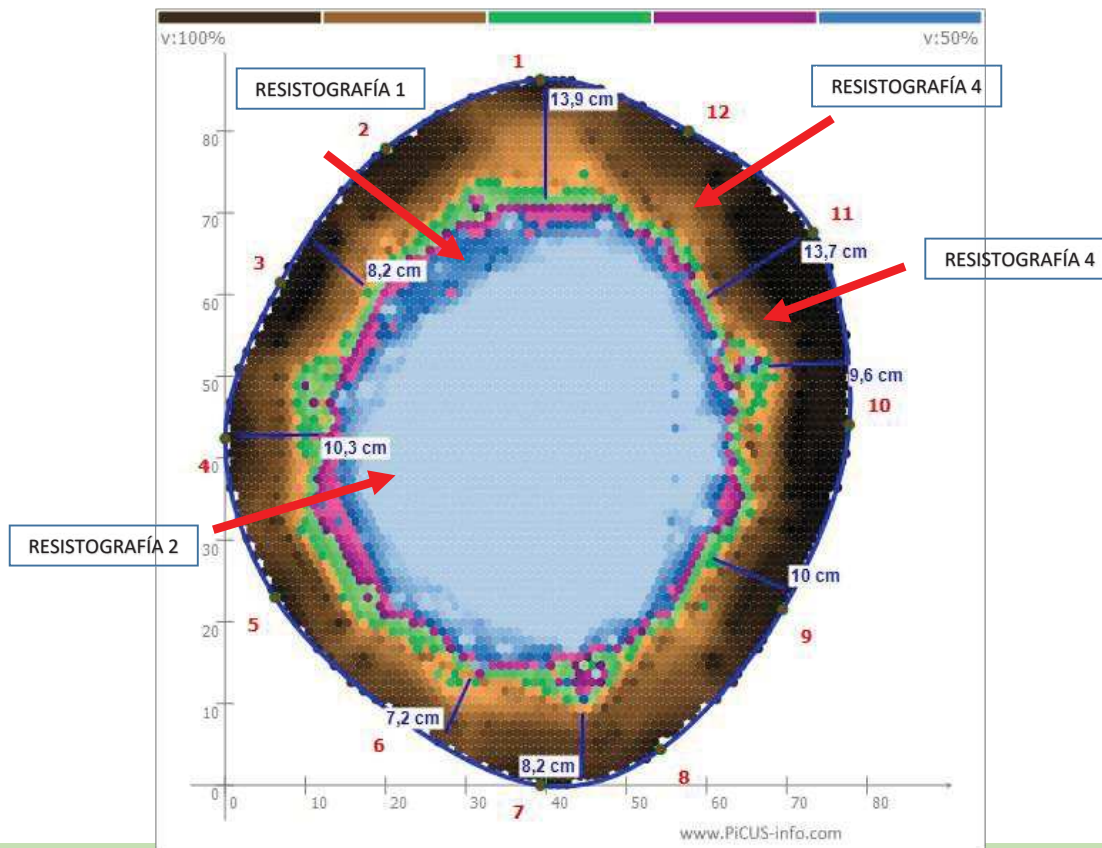 v:100%
v:50%
1
RESISTOGRAFÍA 1
RESISTOGRAFÍA 4
13,9 cm
12
2
80
11
70
13,7 cm
3
8,2 cm
RESISTOGRAFÍA 4
60
9,6 cm
50
10
10,3 cm
4
40
RESISTOGRAFÍA 2
30
10 cm
5
9
20
10
7,2 cm
6
8,2 cm
8
0
0
10
20
30
40
50
60
70
80
7
www.PiCUS-info.com